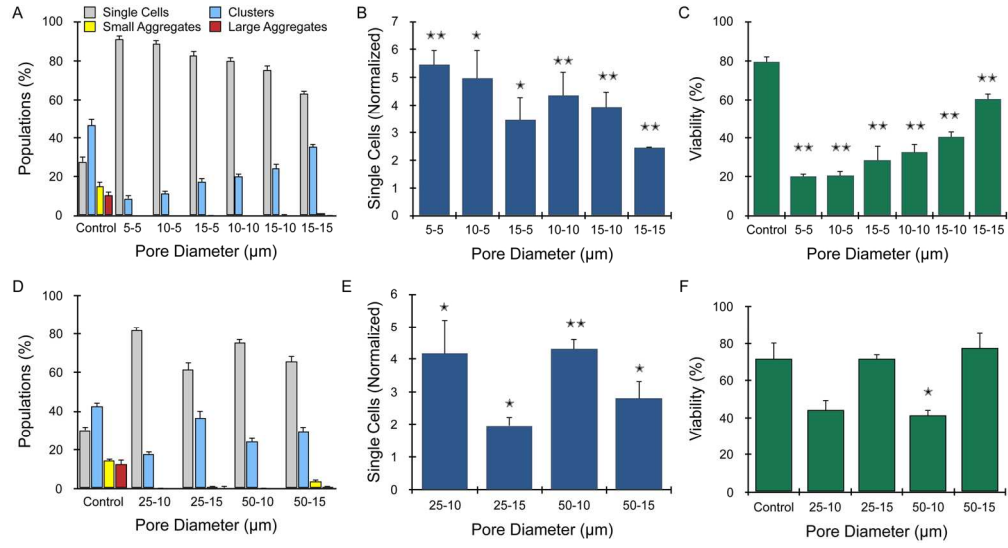 A
Single Cells
Clusters
Small Aggregates
Large Aggregates
Populations (%)
100
80
60
40
20
0
Control 5-5 10-5 15-5 10-10 15-10 15-15
Pore Diameter (µm)
B
Single Cells (Normalized)
7
6
5
4
3
2
1
0
★★ ★ ★ ★★ ★★ ★★
5-5 10-5 15-5 10-10 15-10 15-15
Pore Diameter (µm)
C
Viability (%)
100
80
60
40
20
0
★★ ★★ ★★ ★★ ★★ ★★
Control 5-5 10-5 15-5 10-10 15-10 15-15
Pore Diameter (µm)
D
Populations (%)
100
80
60
40
20
0
Control 25-10 25-15 50-10 50-15
Pore Diameter (µm)
E
Single Cells (Normalized)
6
5
4
3
2
1
0
★ ★ ★★ ★
25-10 25-15 50-10 50-15
Pore Diameter (µm)
F
Viability (%)
100
80
60
40
20
0
★
Control 25-10 25-15 50-10 50-15
Pore Diameter (µm)